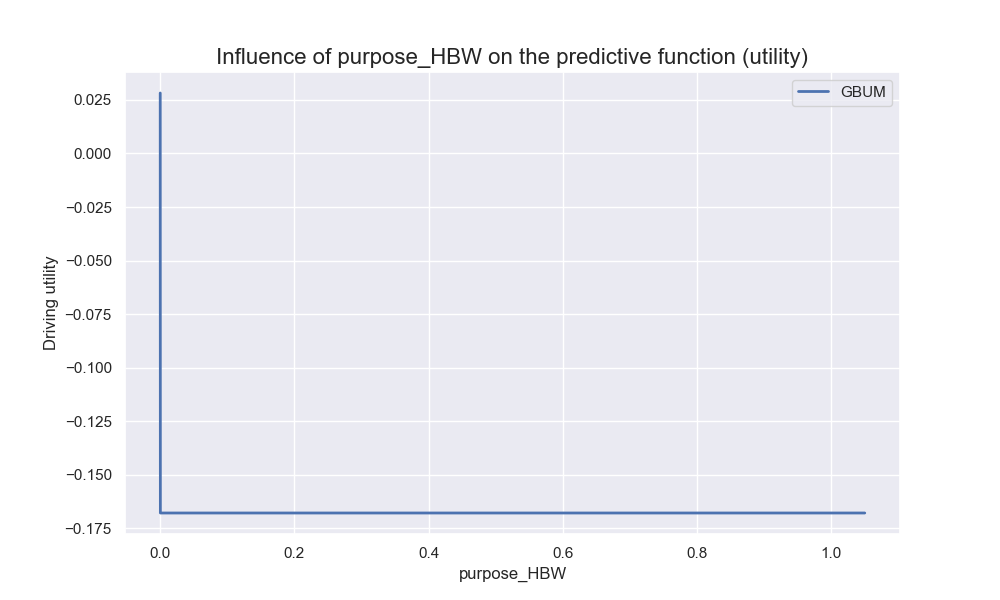 Influence of purpose_HBW on the predictive function (utility)
GBUM
0.025
0.000
−0.025
−0.050
−0.075
−0.100
−0.125
−0.150
−0.175
Driving utility
0.0 0.2 0.4 0.6 0.8 1.0
purpose_HBW